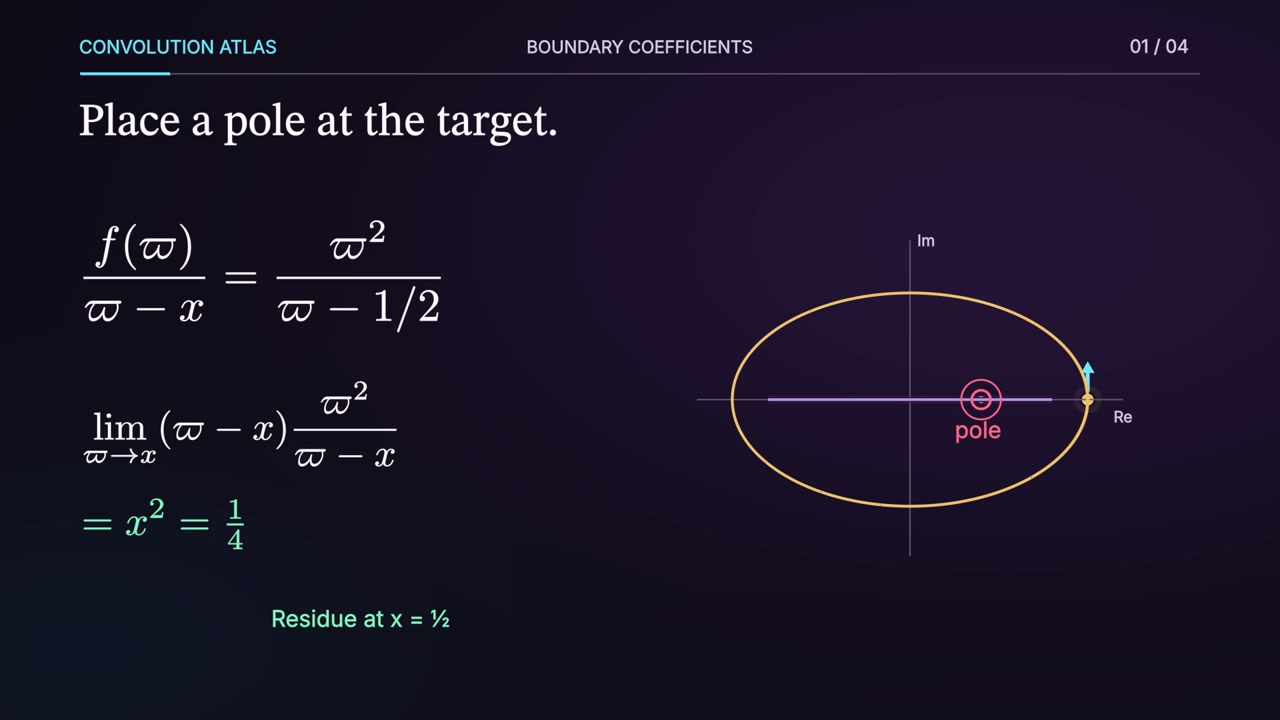 CONVOLUTION ATLAS
BOUNDARY COEFFICIENTS
01 / 04
Place a pole at the target.
f(ϖ)/(ϖ − x) = ϖ²/(ϖ − 1/2)
lim ϖ→x (ϖ − x) ϖ²/(ϖ − x)
= x² = 1/4
Residue at x = ½
Im
pole
Re